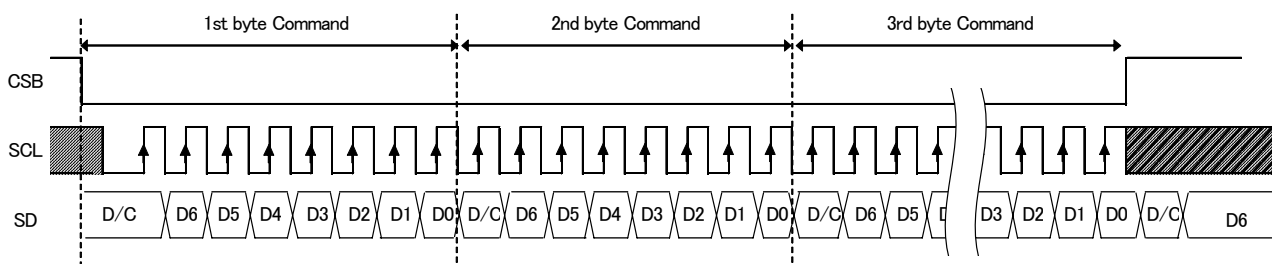 1st byte Command 2nd byte Command 3rd byte Command
CSB
SCL
SD D/C D6 D5 D4 D3 D2 D1 D0 D/C D6 D5 D4 D3 D2 D1 D0 D/C D6 D5 D3 D2 D1 D0 D/C D6